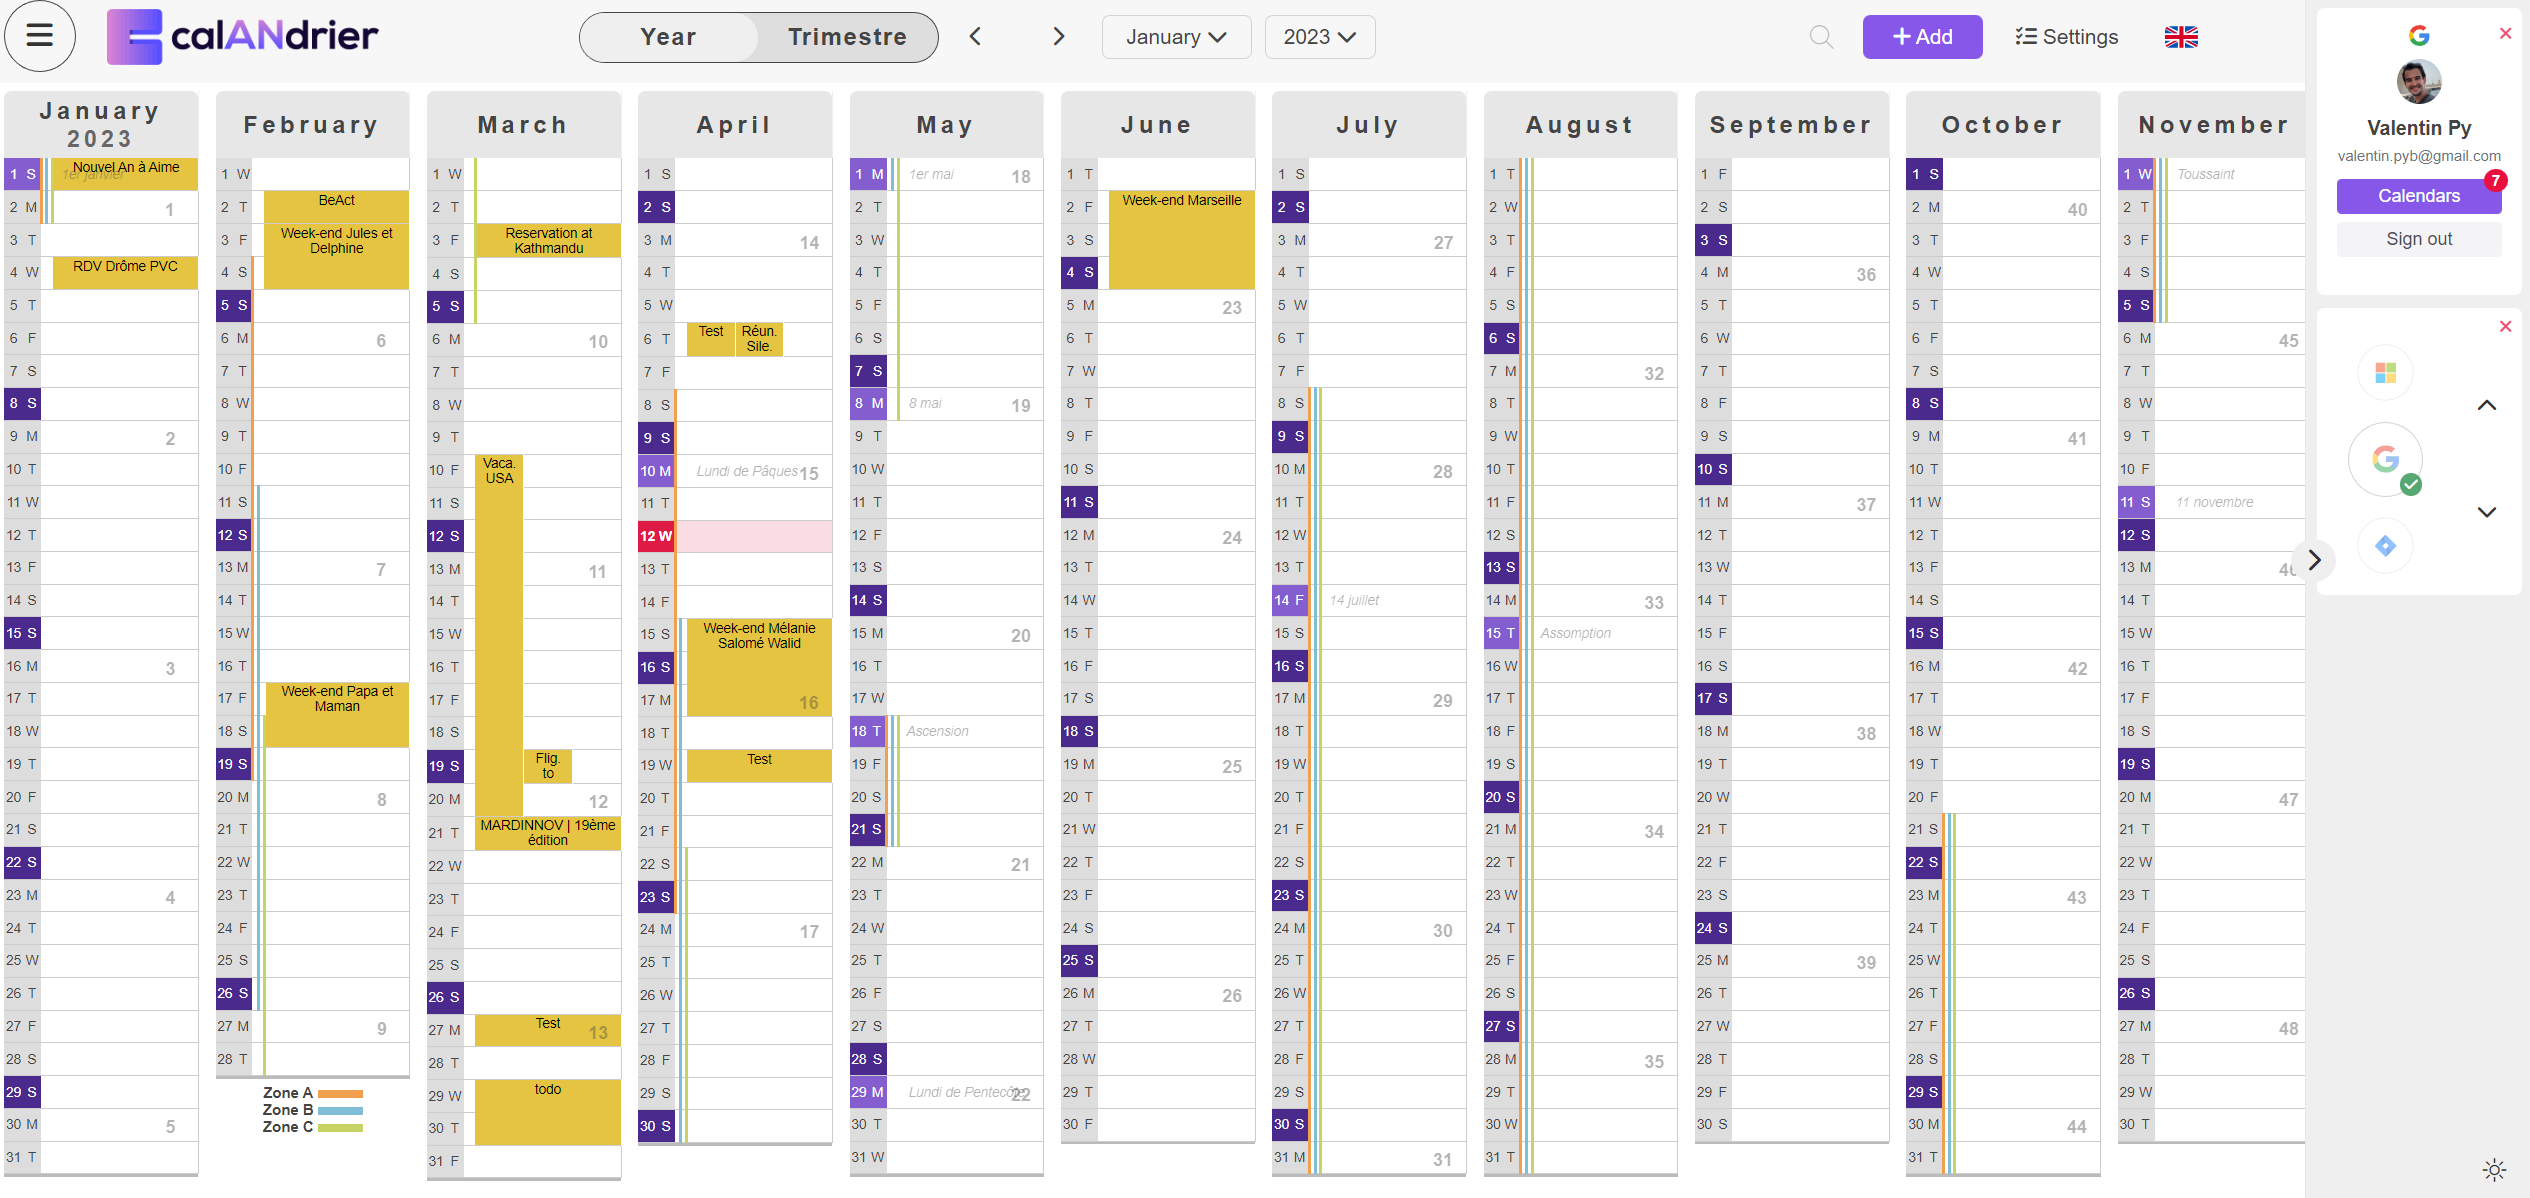 calANdrier
Year Trimestre
January 2023
+ Add
Settings
January
2023
1 S 1er janvier Nouvel An à Aime
2 M 1
3 T
4 W RDV Drôme PVC
5 T
6 F
7 S
8 S
9 M 2
10 T
11 W
12 T
13 F
14 S
15 S
16 M 3
17 T
18 W
19 T
20 F
21 S
22 S
23 M 4
24 T
25 W
26 T
27 F
28 S
29 S
30 M 5
31 T
February
1 W
2 T BeAct
3 F Week-end Jules et
Delphine
4 S
5 S
6 M 6
7 T
8 W
9 T
10 F
11 S
12 S
13 M 7
14 T
15 W
16 T
17 F Week-end Papa et
Maman
18 S
19 S
20 M 8
21 T
22 W
23 T
24 F
25 S
26 S
27 M 9
28 T
Zone A
Zone B
Zone C
March
1 W
2 T
3 F Reservation at
Kathmandu
4 S
5 S
6 M 10
7 T
8 W
9 T
10 F Vaca.
USA
11 S
12 S
13 M 11
14 T
15 W
16 T
17 F
18 S
19 S Flig.
to
20 M 12
21 T MARDINNOV | 19ème
édition
22 W
23 T
24 F
25 S
26 S
27 M Test 13
28 T
29 W todo
30 T
31 F
April
1 S
2 S
3 M 14
4 T
5 W
6 T Test Réun.
Sile.
7 F
8 S
9 S
10 M Lundi de Pâques 15
11 T
12 W
13 T
14 F
15 S Week-end Mélanie
Salomé Walid
16 S
17 M 16
18 T
19 W Test
20 T
21 F
22 S
23 S
24 M 17
25 T
26 W
27 T
28 F
29 S
30 S
May
1 M 1er mai 18
2 T
3 W
4 T
5 F
6 S
7 S
8 M 8 mai 19
9 T
10 W
11 T
12 F
13 S
14 S
15 M 20
16 T
17 W
18 T Ascension
19 F
20 S
21 S
22 M 21
23 T
24 W
25 T
26 F
27 S
28 S
29 M Lundi de Pentecôte 22
30 T
31 W
June
1 T
2 F Week-end Marseille
3 S
4 S
5 M 23
6 T
7 W
8 T
9 F
10 S
11 S
12 M 24
13 T
14 W
15 T
16 F
17 S
18 S
19 M 25
20 T
21 W
22 T
23 F
24 S
25 S
26 M 26
27 T
28 W
29 T
30 F
July
1 S
2 S
3 M 27
4 T
5 W
6 T
7 F
8 S
9 S
10 M 28
11 T
12 W
13 T
14 F 14 juillet
15 S
16 S
17 M 29
18 T
19 W
20 T
21 F
22 S
23 S
24 M 30
25 T
26 W
27 T
28 F
29 S
30 S
31 M 31
August
1 T
2 W
3 T
4 F
5 S
6 S
7 M 32
8 T
9 W
10 T
11 F
12 S
13 S
14 M 33
15 T Assomption
16 W
17 T
18 F
19 S
20 S
21 M 34
22 T
23 W
24 T
25 F
26 S
27 S
28 M 35
29 T
30 W
31 T
September
1 F
2 S
3 S
4 M 36
5 T
6 W
7 T
8 F
9 S
10 S
11 M 37
12 T
13 W
14 T
15 F
16 S
17 S
18 M 38
19 T
20 W
21 T
22 F
23 S
24 S
25 M 39
26 T
27 W
28 T
29 F
30 S
October
1 S
2 M 40
3 T
4 W
5 T
6 F
7 S
8 S
9 M 41
10 T
11 W
12 T
13 F
14 S
15 S
16 M 42
17 T
18 W
19 T
20 F
21 S
22 S
23 M 43
24 T
25 W
26 T
27 F
28 S
29 S
30 M 44
31 T
November
1 W Toussaint
2 T
3 F
4 S
5 S
6 M 45
7 T
8 W
9 T
10 F
11 S 11 novembre
12 S
13 M
14 T
15 W
16 T
17 F
18 S
19 S
20 M 47
21 T
22 W
23 T
24 F
25 S
26 S
27 M 48
28 T
29 W
30 T
Valentin Py
valentin.pyb@gmail.com
7
Calendars
Sign out